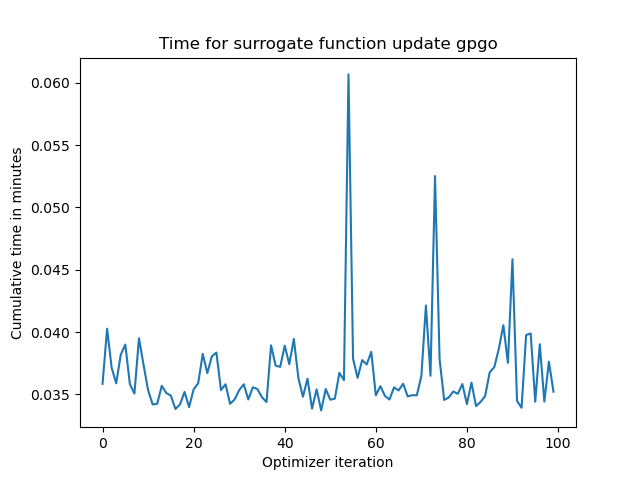 Time for surrogate function update gpgo
Cumulative time in minutes
0.060
0.055
0.050
0.045
0.040
0.035
0 20 40 60 80 100
Optimizer iteration